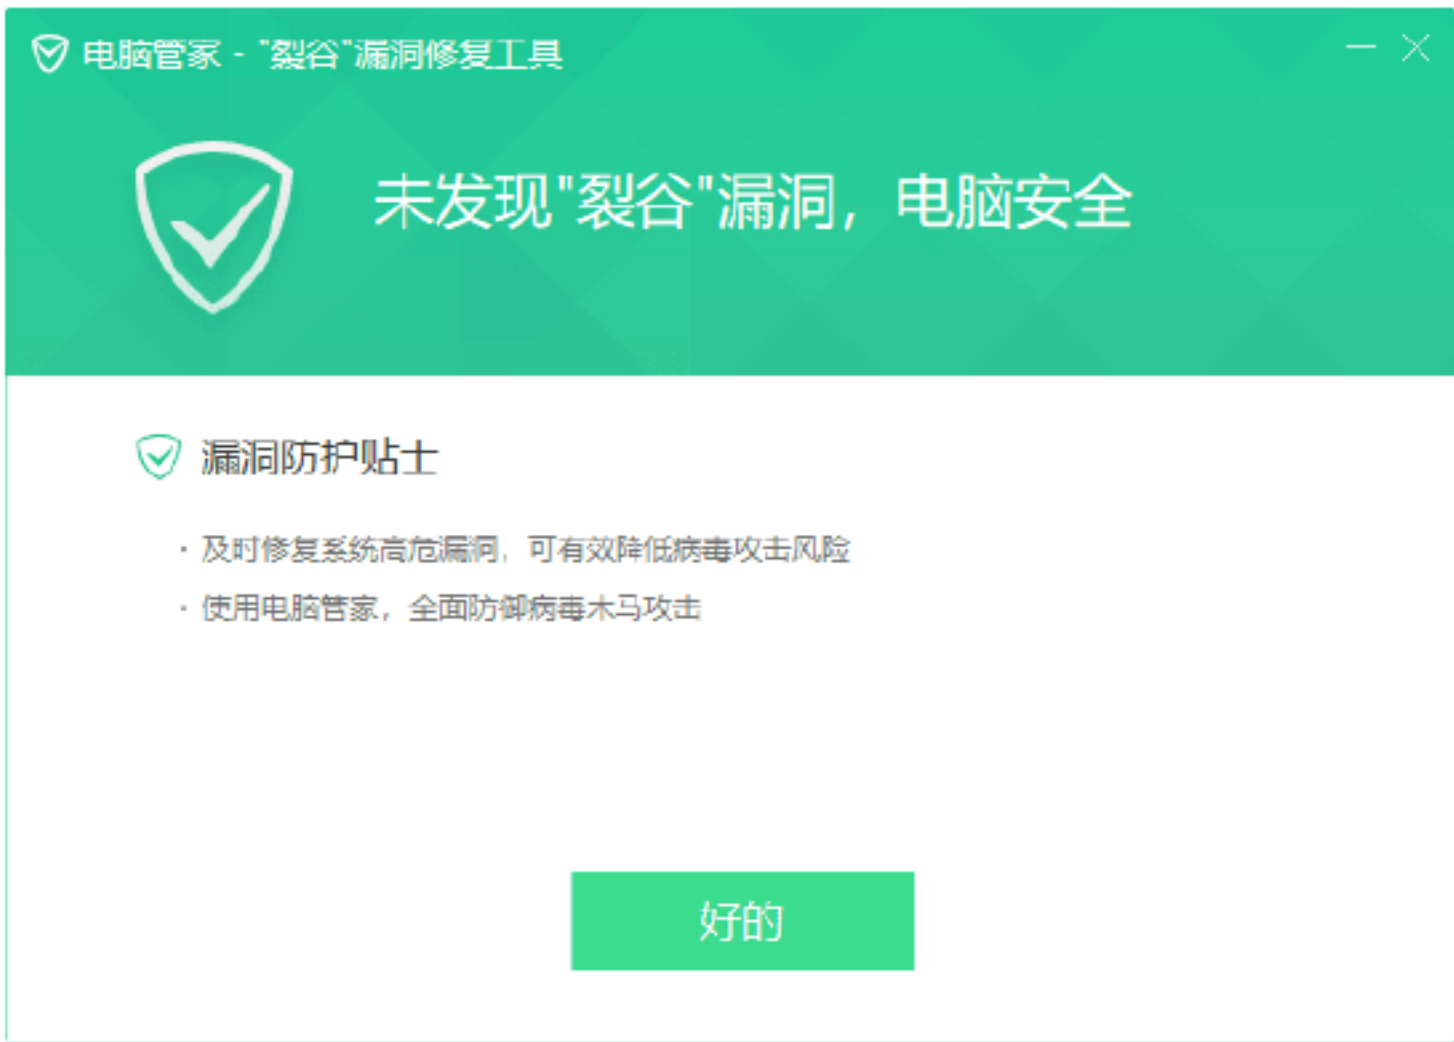 电脑管家 - "裂谷"漏洞修复工具
未发现"裂谷"漏洞，电脑安全
漏洞防护贴士
· 及时修复系统高危漏洞，可有效降低病毒攻击风险
· 使用电脑管家，全面防御病毒木马攻击
好的